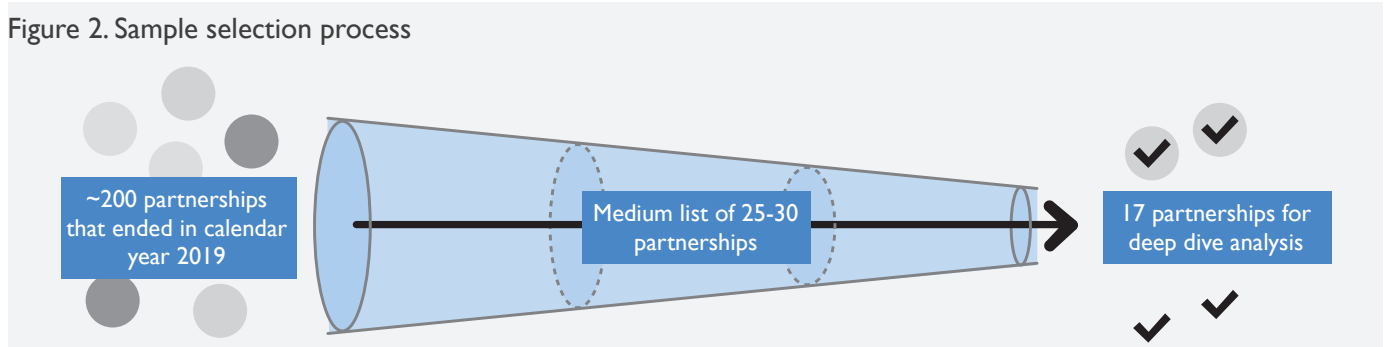 Figure 2. Sample selection process
~200 partnerships
that ended in calendar
year 2019
Medium list of 25-30
partnerships
17 partnerships for
deep dive analysis